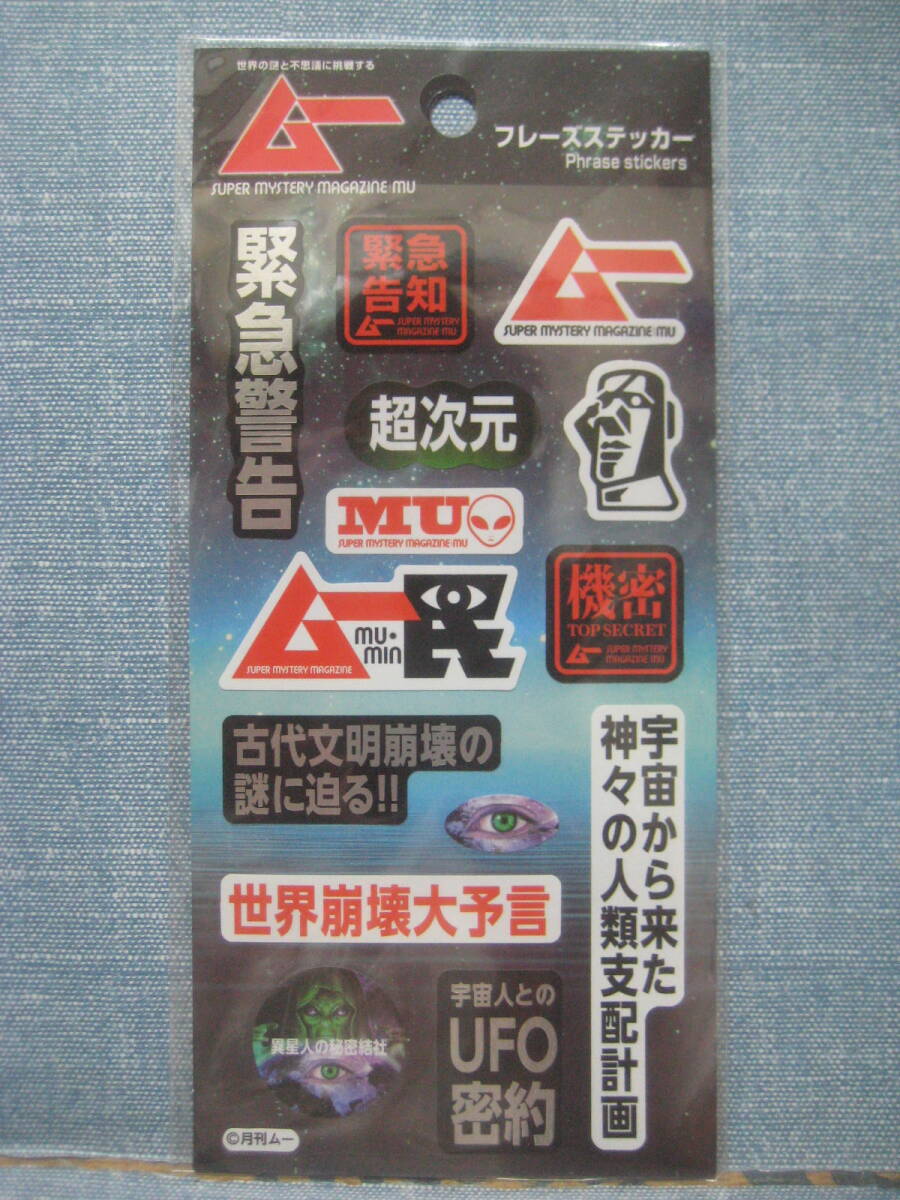 世界の謎と不思議に挑戦する
ムー
SUPER MYSTERY MAGAZINE MU
フレーズステッカー
Phrase stickers
緊急警告
緊急
告知
ムー SUPER MYSTERY
MAGAZINE MU
ムー
SUPER MYSTERY MAGAZINE MU
超次元
MU
SUPER MYSTERY MAGAZINE MU
ムー民
mu・
min
SUPER MYSTERY MAGAZINE
機密
TOP SECRET
ムー SUPER MYSTERY
MAGAZINE MU
古代文明崩壊の
謎に迫る!!
宇宙から来た
神々の人類支配計画
世界崩壊大予言
異星人の秘密結社
宇宙人との
UFO
密約
©月刊ムー